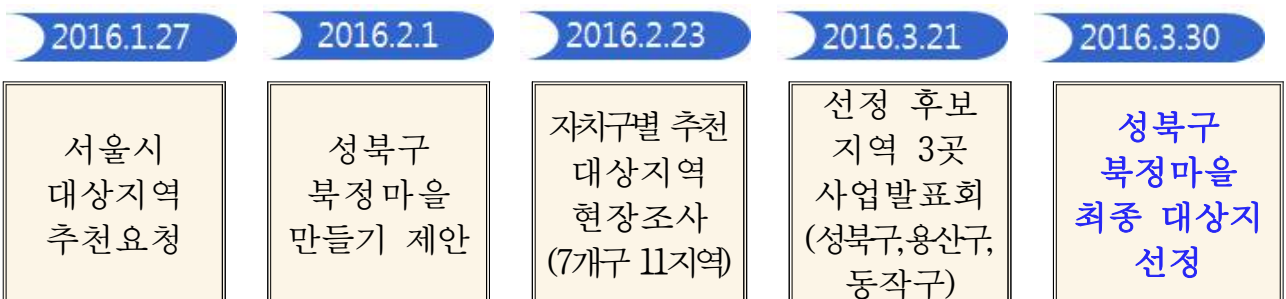 2016.1.27
서울시
대상지역
추천요청
2016.2.1
성북구
북정마을
만들기 제안
2016.2.23
자치구별 추천
대상지역
현장조사
(7개구 11지역)
2016.3.21
선정 후보
지역 3곳
사업발표회
(성북구,용산구,
동작구)
2016.3.30
성북구
북정마을
최종 대상지
선정